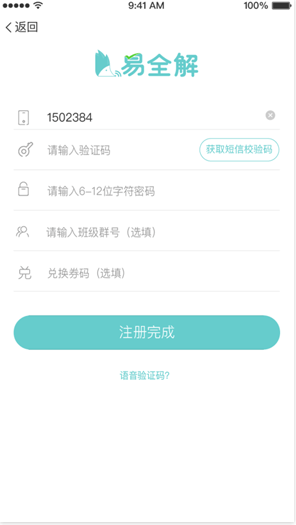 9:41 AM 100%
返回
易全解
1502384
请输入验证码 获取短信校验码
请输入6-12位字符密码
请输入班级群号（选填）
兑换券码（选填）
注册完成
语音验证码?